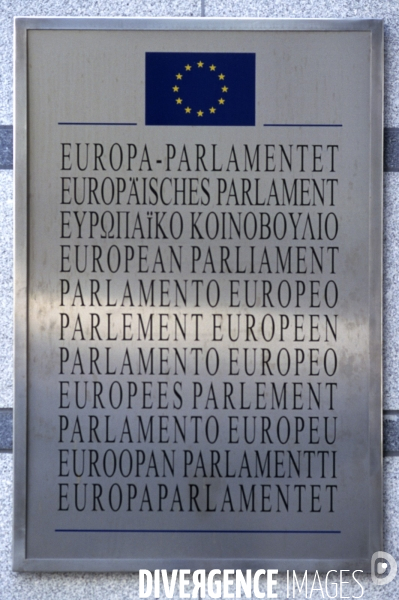 EUROPA-PARLAMENTET
EUROPÄISCHES PARLAMENT
ΕΥΡΩΠΑΪΚΟ ΚΟΙΝΟΒΟΥΛΙΟ
EUROPEAN PARLIAMENT
PARLAMENTO EUROPEO
PARLEMENT EUROPEEN
PARLAMENTO EUROPEO
EUROPEES PARLEMENT
PARLAMENTO EUROPEU
EUROOPAN PARLAMENTTI
EUROPAPARLAMENTET
DIVERGENCE IMAGES